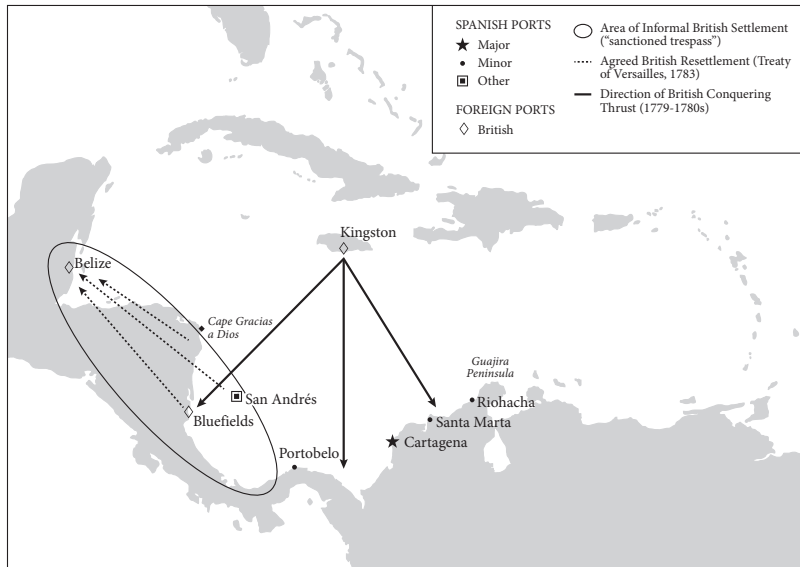 SPANISH PORTS
Major
Minor
Other
FOREIGN PORTS
British
Area of Informal British Settlement
(“sanctioned trespass”)
Agreed British Resettlement (Treaty
of Versailles, 1783)
Direction of British Conquering
Thrust (1779-1780s)
Kingston
Belize
Cape Gracias
a Dios
Guajira
Peninsula
San Andrés
Riohacha
Bluefields
Santa Marta
Cartagena
Portobelo